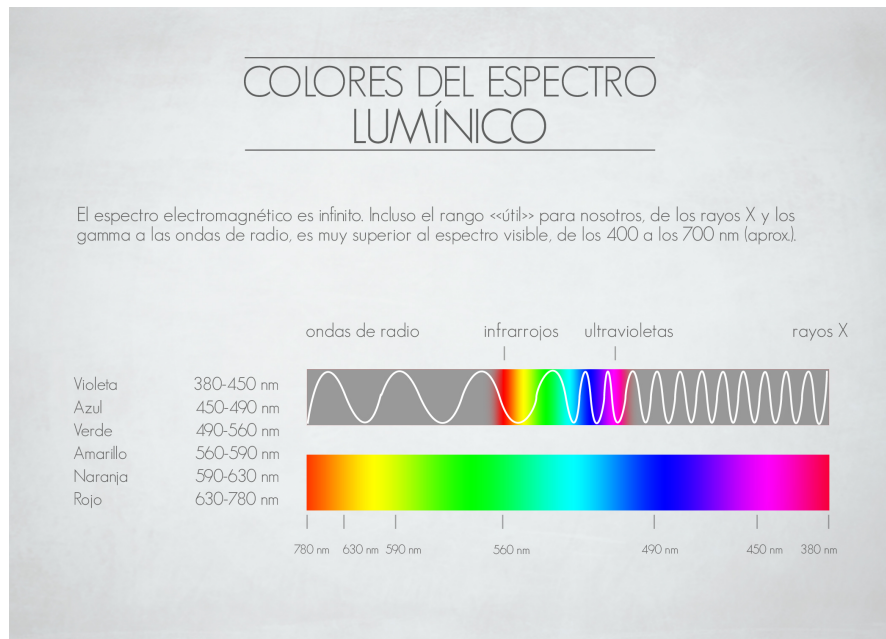 COLORES DEL ESPECTRO
LUMÍNICO
El espectro electromagnético es infinito. Incluso el rango <<útil>> para nosotros, de los rayos X y los
gamma a las ondas de radio, es muy superior al espectro visible, de los 400 a los 700 nm (aprox.).
ondas de radio infrarrojos ultravioletas rayos X
Violeta 380-450 nm
Azul 450-490 nm
Verde 490-560 nm
Amarillo 560-590 nm
Naranja 590-630 nm
Rojo 630-780 nm
780 nm 630 nm 590 nm 560 nm 490 nm 450 nm 380 nm